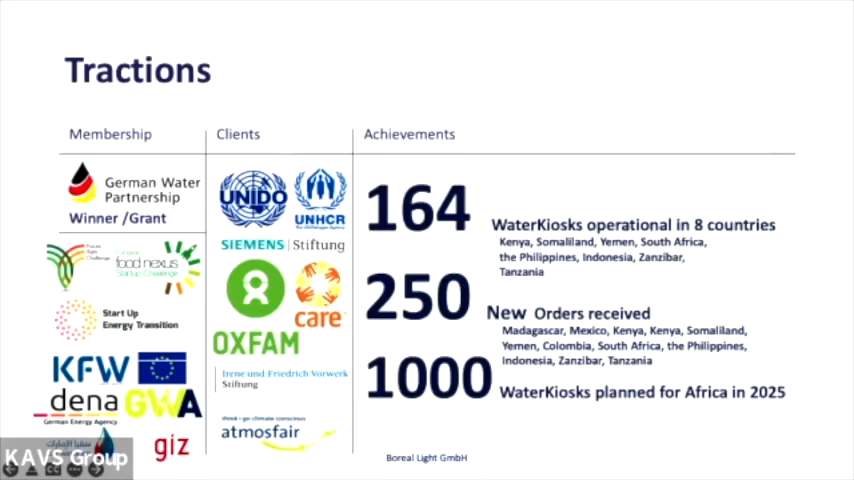 Tractions
Membership
Clients
Achievements
German Water
Partnership
Winner /Grant
food nexus
Startup Challenge
Start Up
Energy Transition
KFW
dena
German Energy Agency
GWA
giz
UNIDO
UNHCR
SIEMENS | Stiftung
care
OXFAM
Irene und Friedrich Vorwerk
Stiftung
think · go climate conscious
atmosfair
164
WaterKiosks operational in 8 countries
Kenya, Somaliland, Yemen, South Africa,
the Philippines, Indonesia, Zanzibar,
Tanzania
250
New Orders received
Madagascar, Mexico, Kenya, Kenya, Somaliland,
Yemen, Colombia, South Africa, the Philippines,
Indonesia, Zanzibar, Tanzania
1000
WaterKiosks planned for Africa in 2025
Boreal Light GmbH
KAVS Group